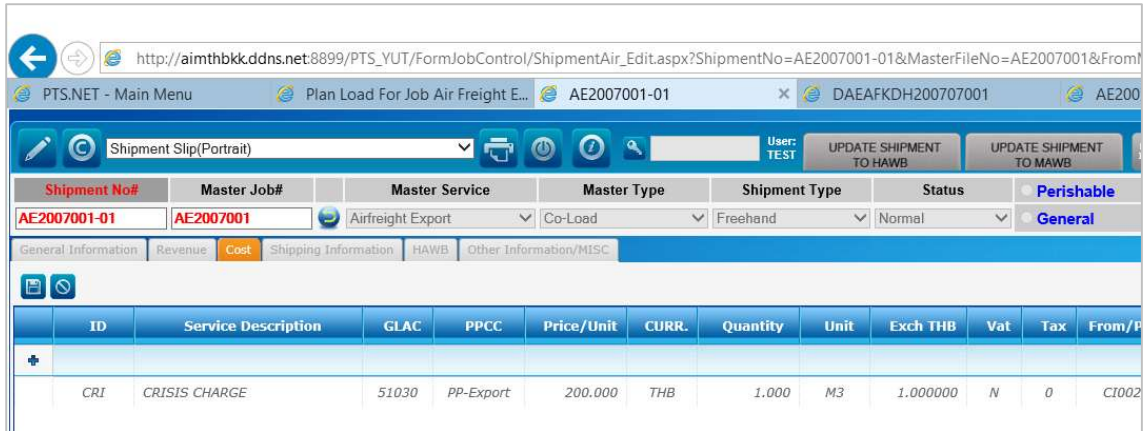 http://aimthbkk.ddns.net:8899/PTS_YUT/FormJobControl/ShipmentAir_Edit.aspx?ShipmentNo=AE2007001-01&MasterFileNo=AE2007001&From
PTS.NET - Main Menu Plan Load For Job Air Freight E... AE2007001-01 × DAEAFKDH200707001 AE200
Shipment Slip(Portrait) User: TEST UPDATE SHIPMENT TO HAWB UPDATE SHIPMENT TO MAWB
Shipment No# Master Job# Master Service Master Type Shipment Type Status Perishable
AE2007001-01 AE2007001 Airfreight Export Co-Load Freehand Normal General
General Information Revenue Cost Shipping Information HAWB Other Information/MISC
ID Service Description GLAC PPCC Price/Unit CURR. Quantity Unit Exch THB Vat Tax From/P
CRI CRISIS CHARGE 51030 PP-Export 200.000 THB 1.000 M3 1.000000 N 0 CI002